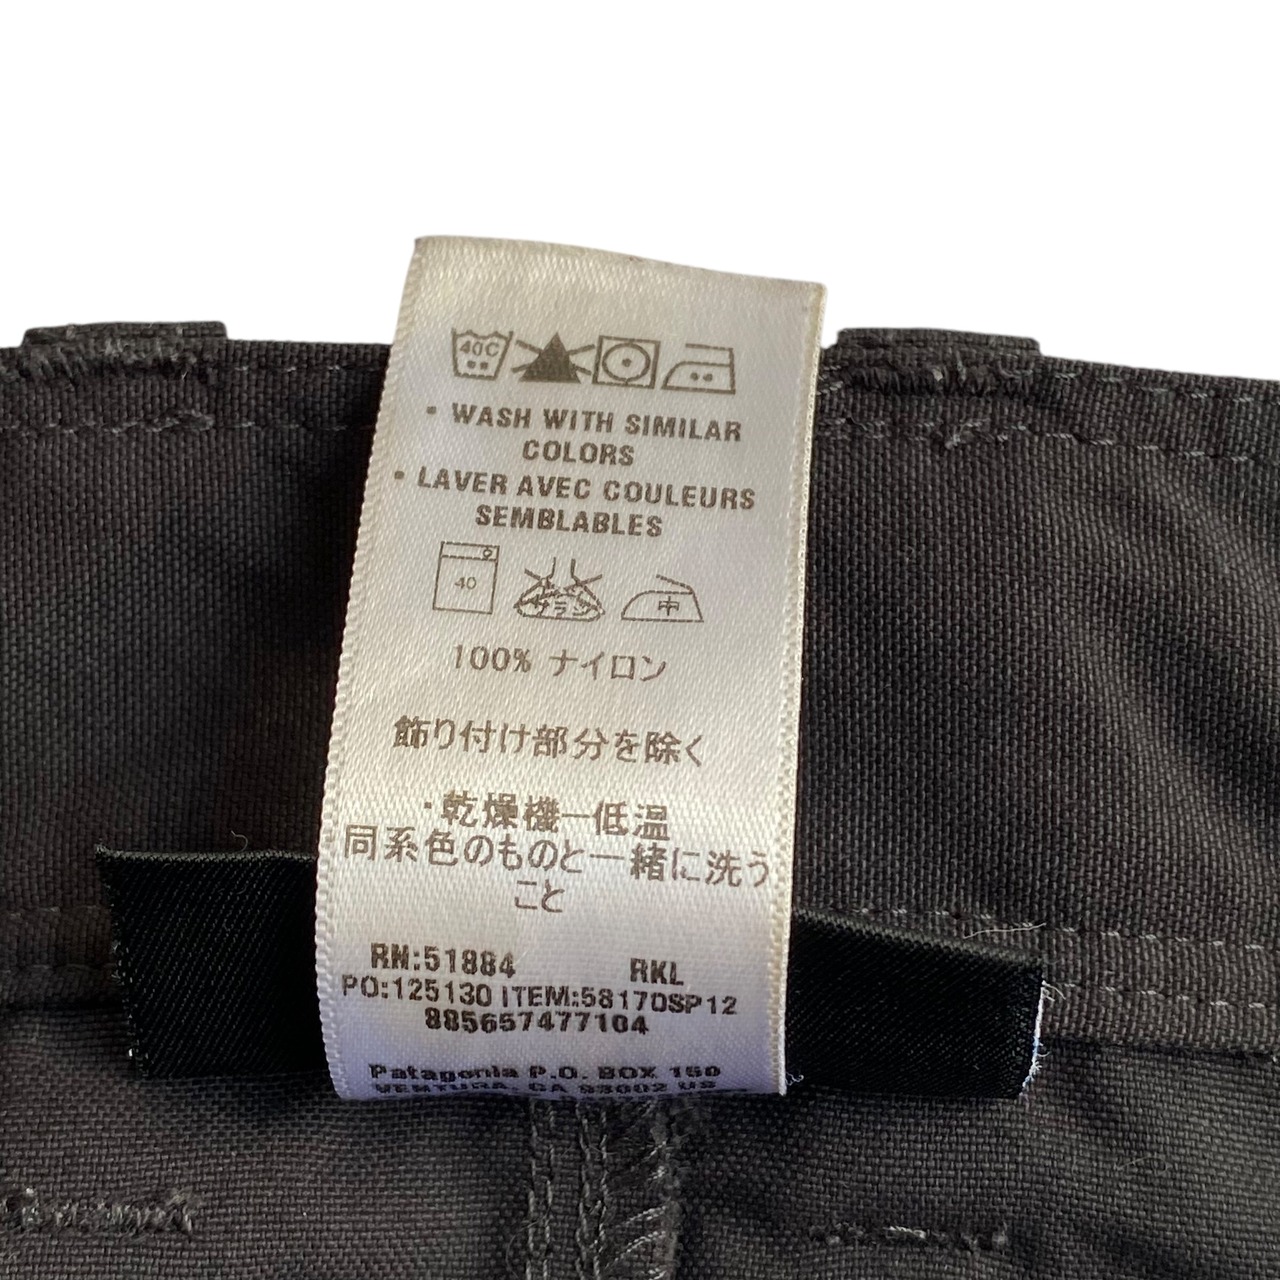 40C
• WASH WITH SIMILAR
COLORS
• LAVER AVEC COULEURS
SEMBLABLES
40 サラシ 中
100% ナイロン
飾り付け部分を除く
・乾燥機ー低温
同系色のものと一緒に洗う
こと
RN:51884 RKL
PO:125130 ITEM:58170SP12
885657477104
Patagonia P.O. BOX 150
VENTURA, CA 93002 US